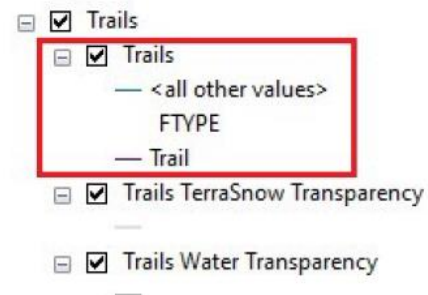 Trails
Trails
<all other values>
FTYPE
Trail
Trails TerraSnow Transparency
Trails Water Transparency